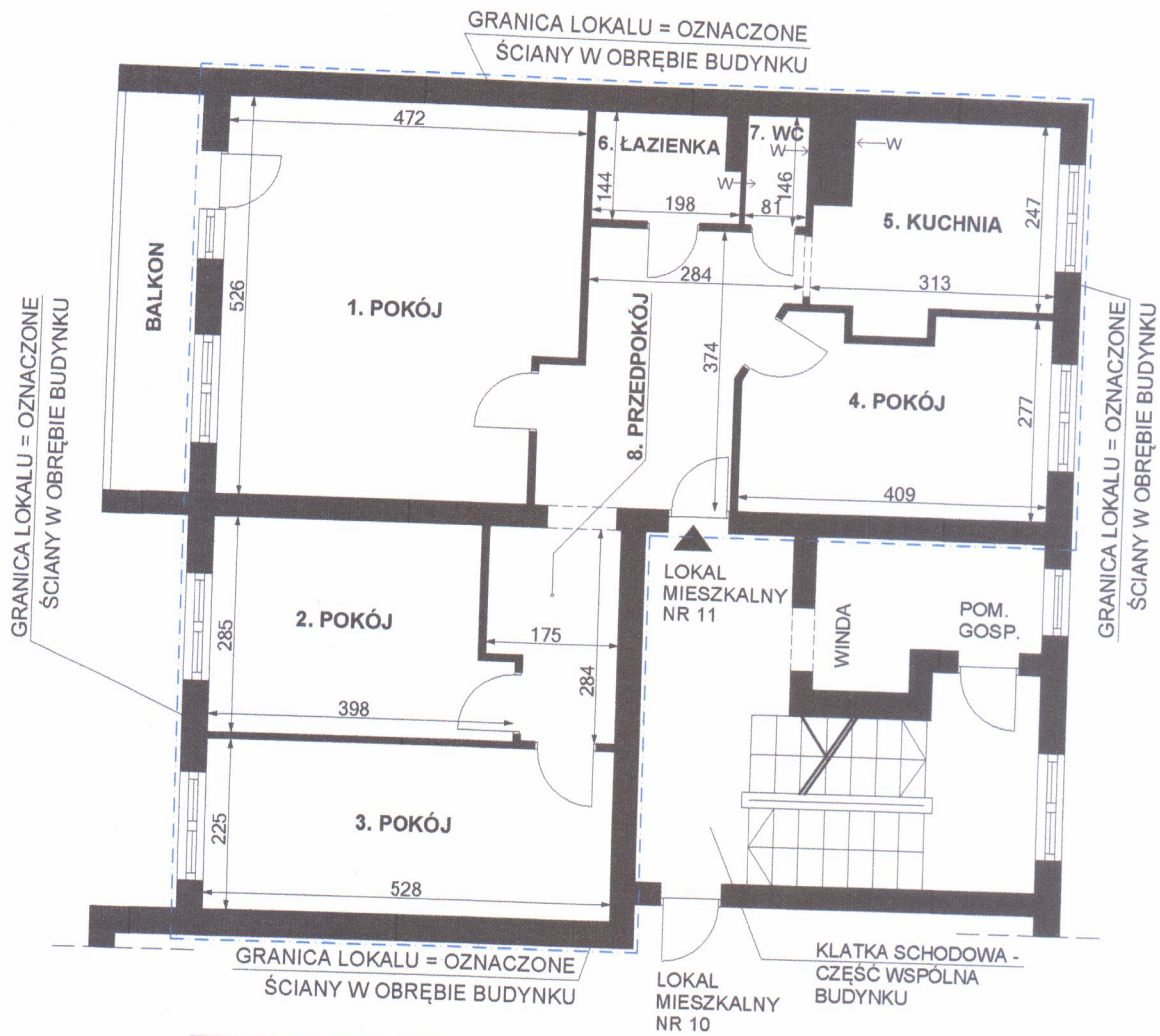 GRANICA LOKALU = OZNACZONE
ŚCIANY W OBRĘBIE BUDYNKU
472
6. ŁAZIENKA
7. WC
W
W
W
144
146
198
81
5. KUCHNIA
247
313
284
BALKON
526
1. POKÓJ
8. PRZEDPOKÓJ
374
4. POKÓJ
277
409
GRANICA LOKALU = OZNACZONE
ŚCIANY W OBRĘBIE BUDYNKU
GRANICA LOKALU = OZNACZONE
ŚCIANY W OBRĘBIE BUDYNKU
LOKAL
MIESZKALNY
NR 11
WINDA
POM.
GOSP.
2. POKÓJ
285
175
284
398
3. POKÓJ
225
528
GRANICA LOKALU = OZNACZONE
ŚCIANY W OBRĘBIE BUDYNKU
LOKAL
MIESZKALNY
NR 10
KLATKA SCHODOWA -
CZĘŚĆ WSPÓLNA
BUDYNKU